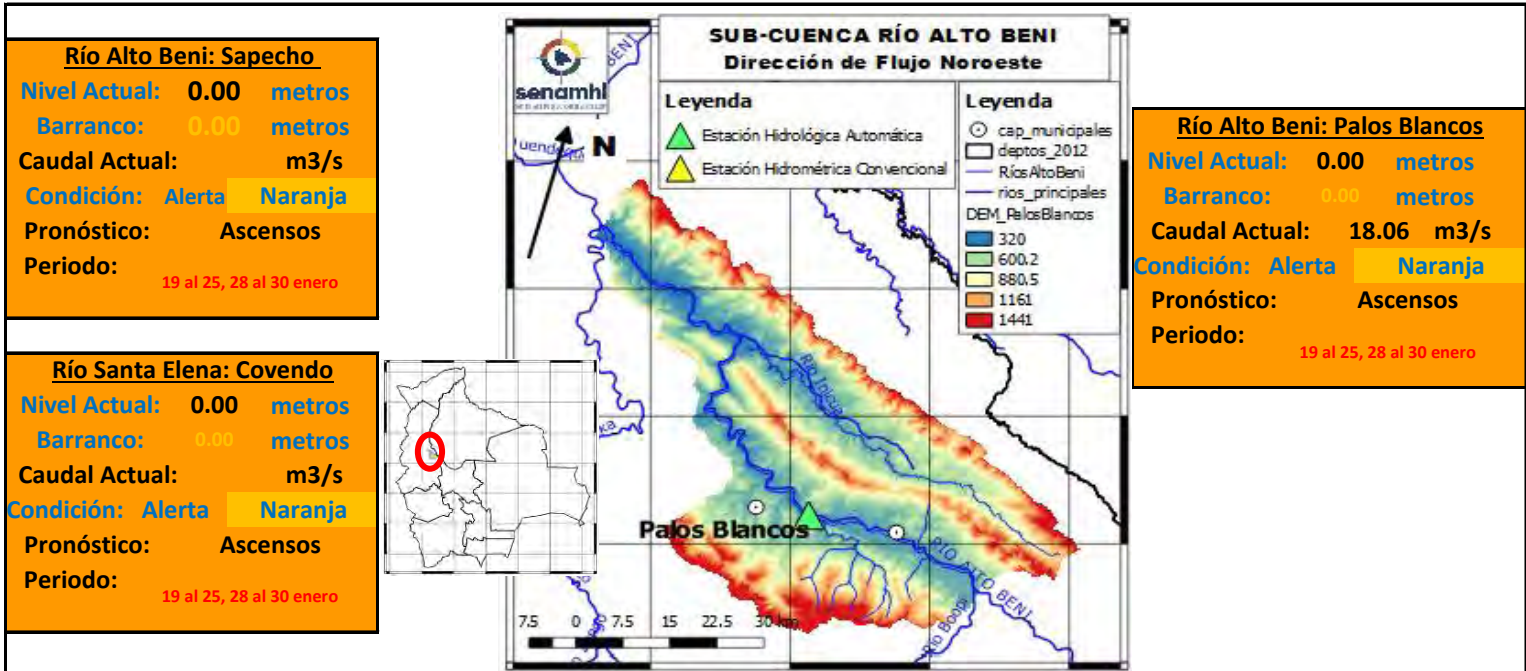 Río Alto Beni: Sapecho
Nivel Actual: 0.00 metros
Barranco: 0.00 metros
Caudal Actual: m3/s
Condición: Alerta Naranja
Pronóstico: Ascensos
Periodo:
19 al 25, 28 al 30 enero
Río Santa Elena: Covendo
Nivel Actual: 0.00 metros
Barranco: 0.00 metros
Caudal Actual: m3/s
Condición: Alerta Naranja
Pronóstico: Ascensos
Periodo:
19 al 25, 28 al 30 enero
SUB-CUENCA RÍO ALTO BENI
Dirección de Flujo Noroeste
senamhi
BENI
N
Leyenda
Estación Hidrológica Automática
Estación Hidrométrica Convencional
Leyenda
cap_municipales
deptos_2012
RíosAltoBeni
rios_principales
DEM_PalosBlancos
320
600.2
880.5
1161
1441
Río Inicua
ka
Palos Blancos
RÍO ALTO BENI
Río Boopi
7.5 0 7.5 15 22.5 30 km
Río Alto Beni: Palos Blancos
Nivel Actual: 0.00 metros
Barranco: 0.00 metros
Caudal Actual: 18.06 m3/s
Condición: Alerta Naranja
Pronóstico: Ascensos
Periodo:
19 al 25, 28 al 30 enero